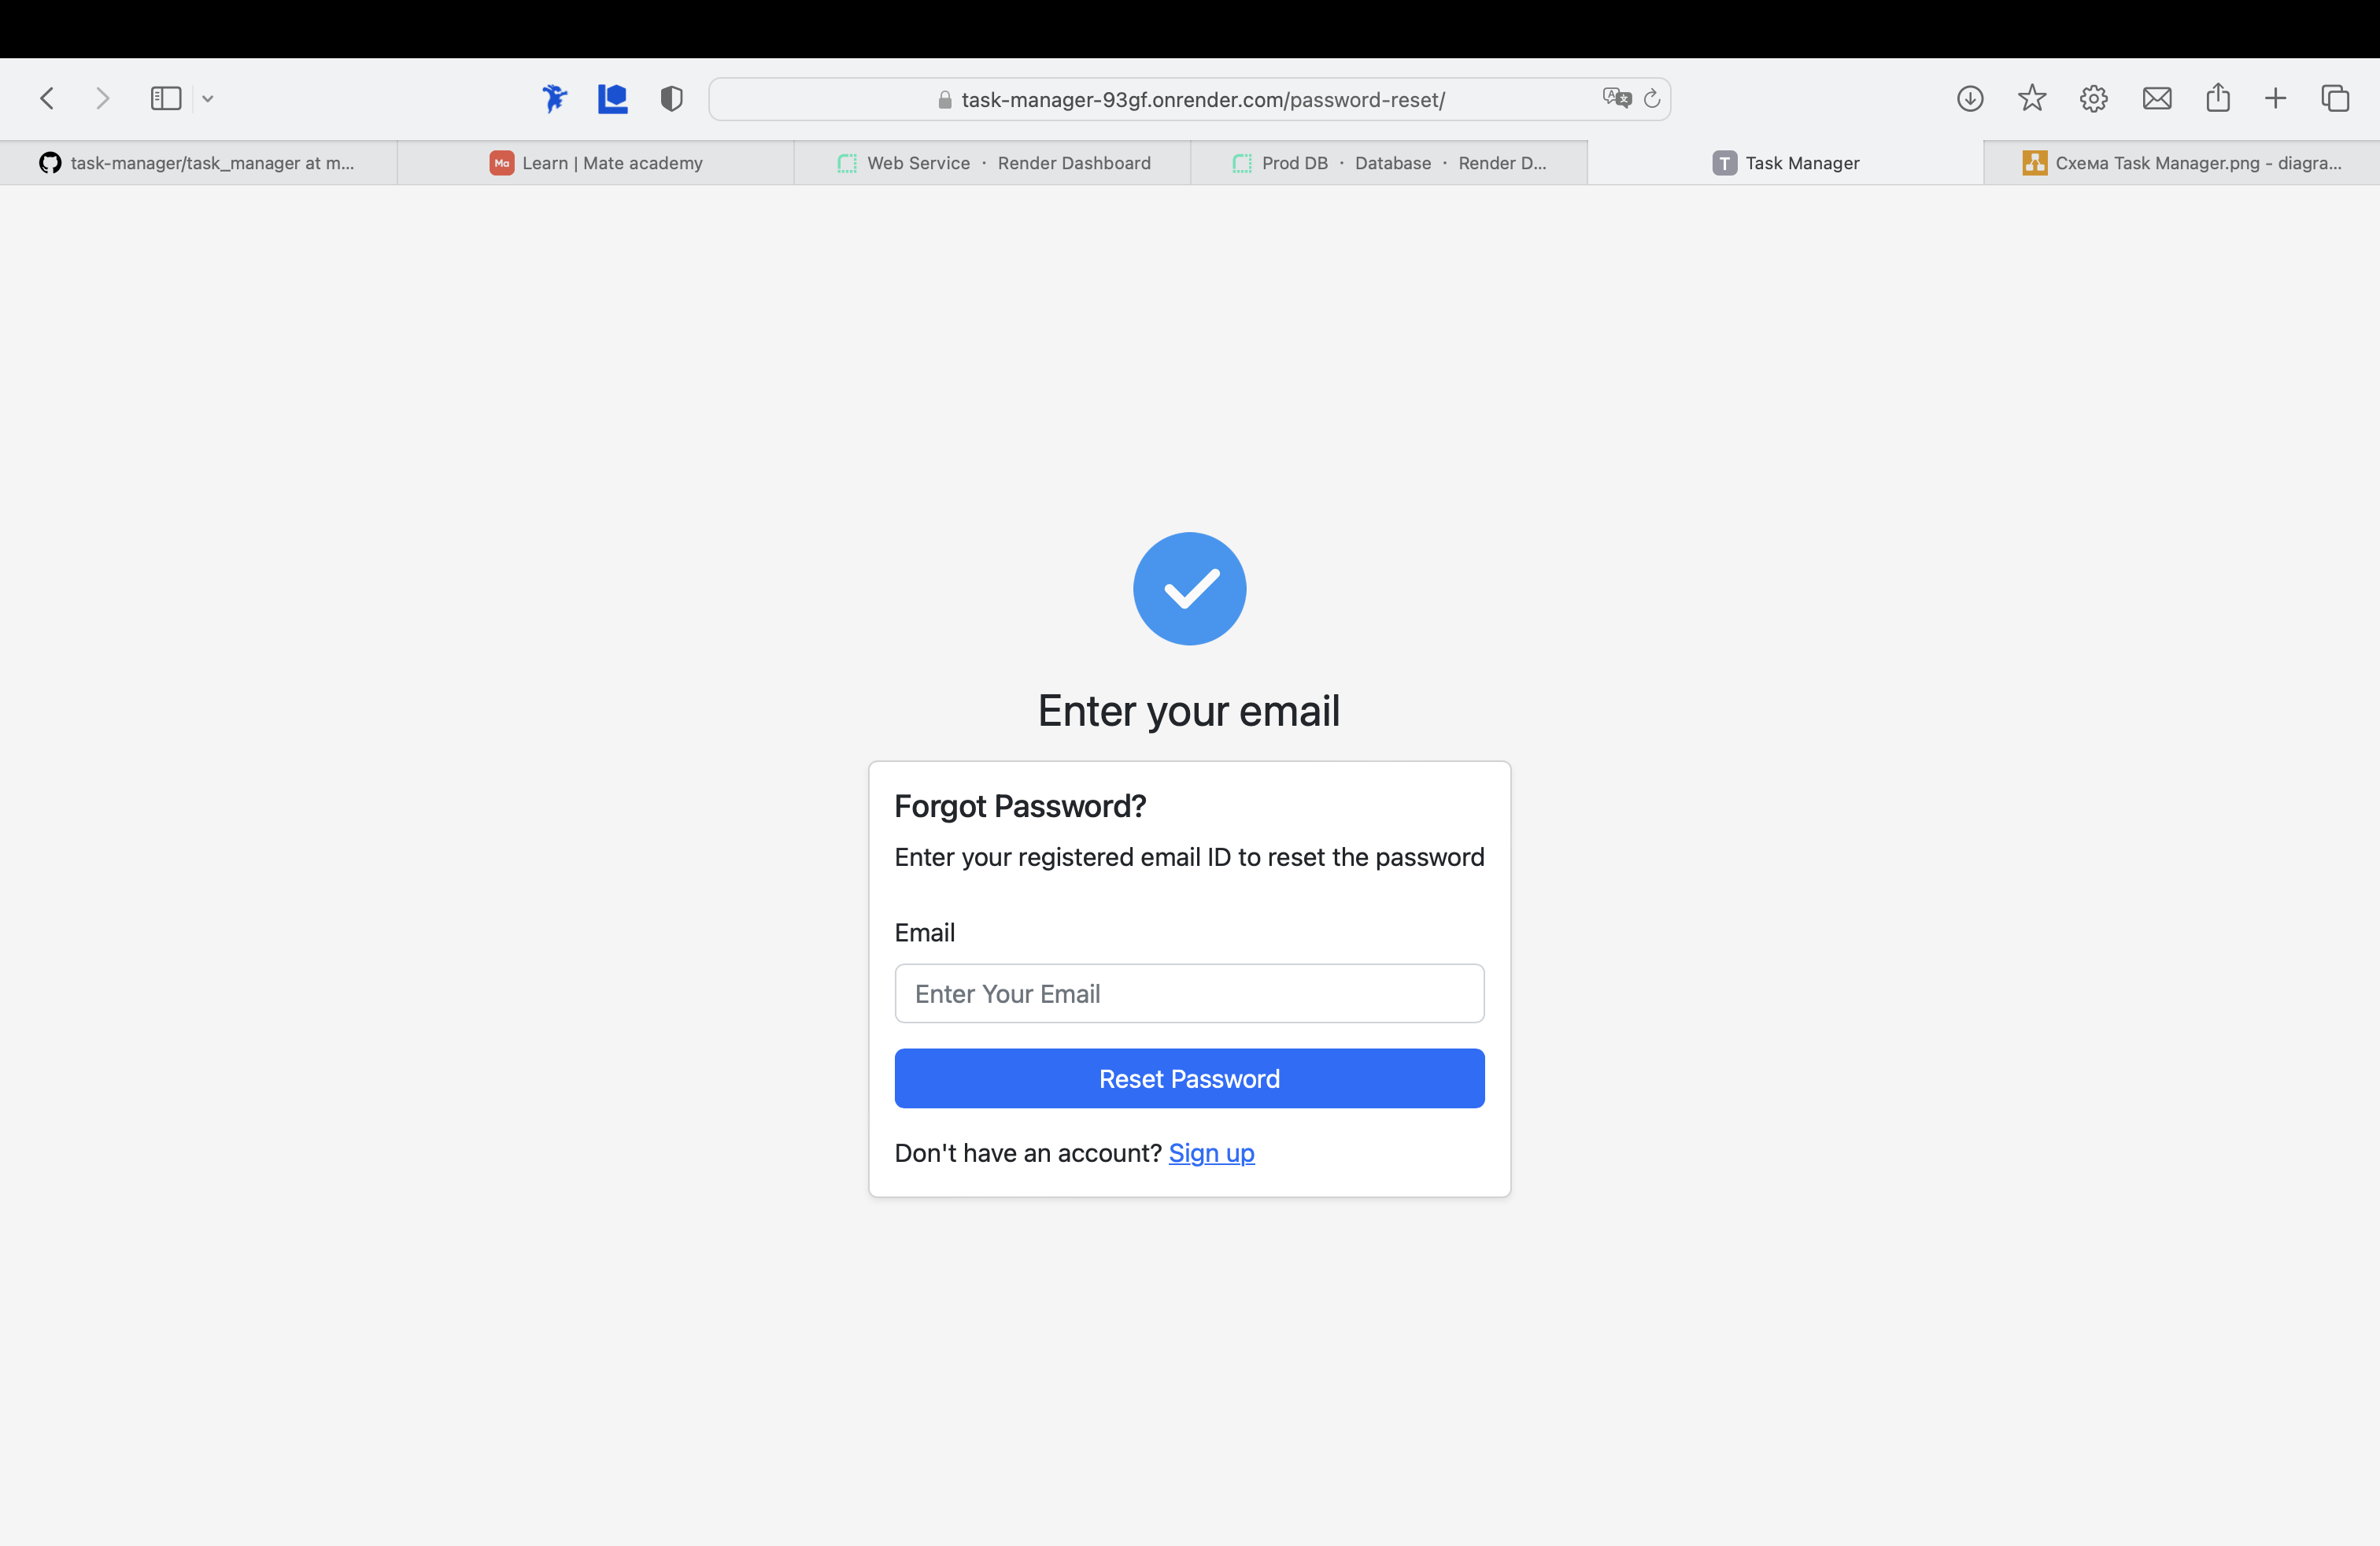 task-manager-93gf.onrender.com/password-reset/
task-manager/task_manager at m...
Ma Learn | Mate academy
Web Service · Render Dashboard
Prod DB · Database · Render D...
T Task Manager
Схема Task Manager.png - diagra...
Enter your email
Forgot Password?
Enter your registered email ID to reset the password
Email
Enter Your Email
Reset Password
Don't have an account? Sign up